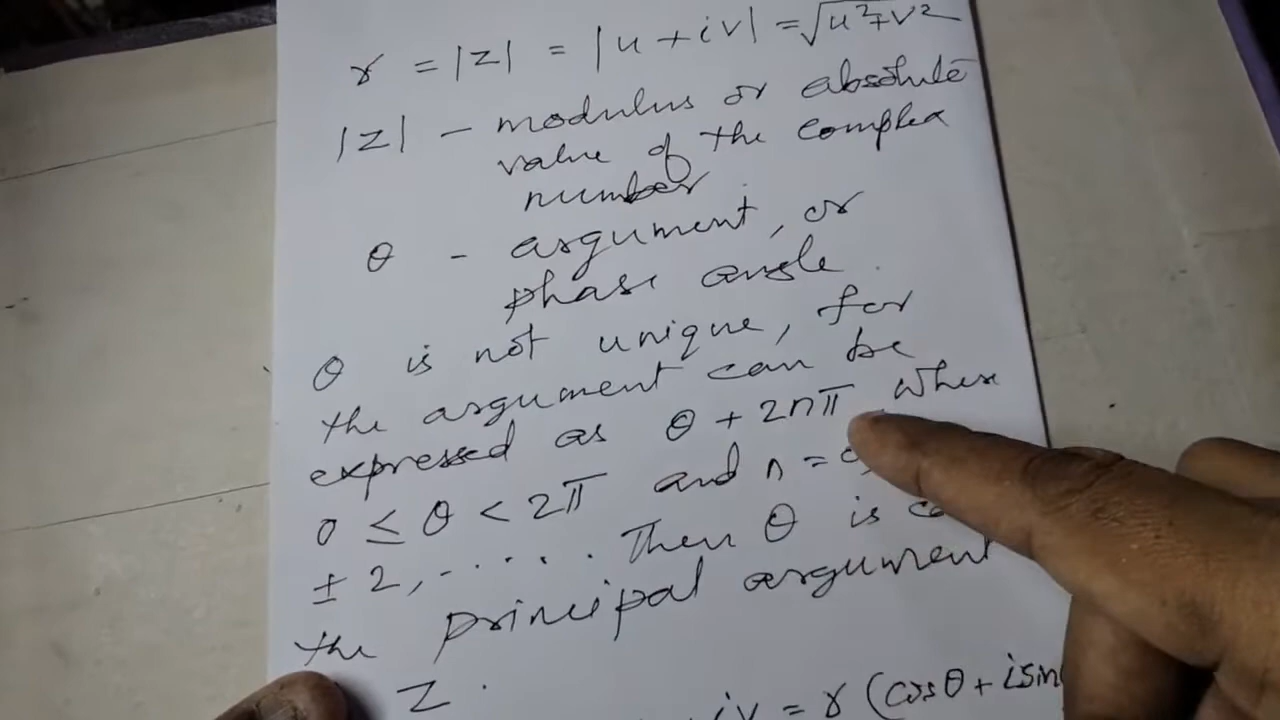 r = |z| = |u + iv| = √u²+v²
|z| - modulus or absolute
value of the complex
number
θ - argument, or
phase angle.
θ is not unique, for
the argument can be
expressed as θ + 2nπ where
0 ≤ θ < 2π and n = 0,
± 2, - . . . . Then θ is
the principal argument
z.
iv = r (cosθ + i sin